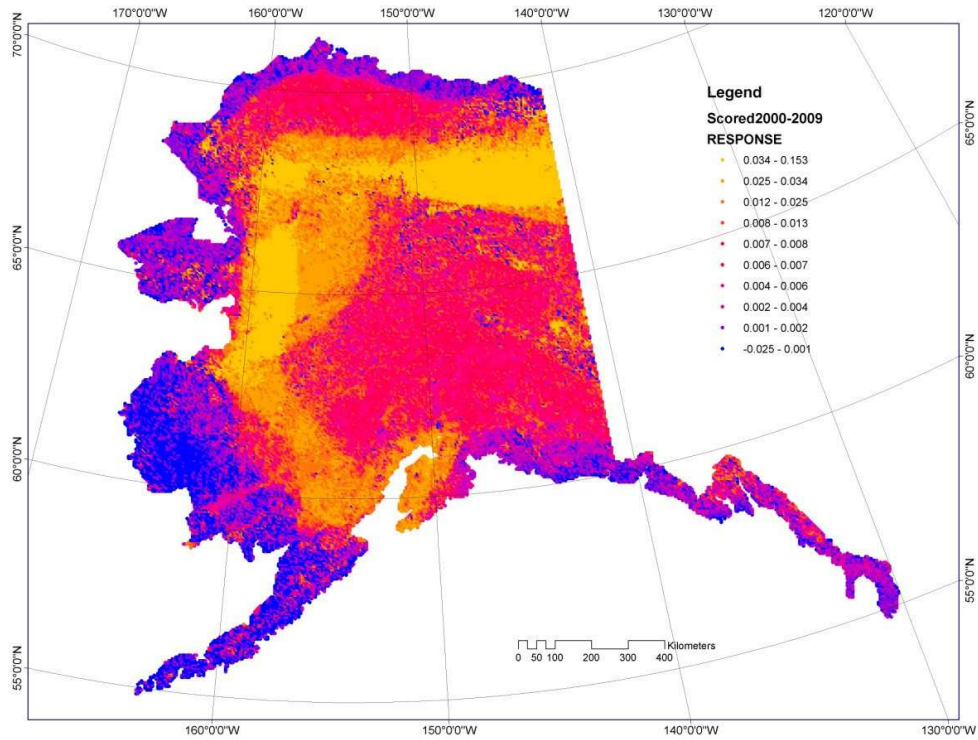 170°0'0"W 160°0'0"W 150°0'0"W 140°0'0"W 130°0'0"W 120°0'0"W
70°0'0"N
65°0'0"N
60°0'0"N
55°0'0"N
65°0'0"N
60°0'0"N
55°0'0"N
Legend
Scored2000-2009
RESPONSE
0.034 - 0.153
0.025 - 0.034
0.012 - 0.025
0.008 - 0.013
0.007 - 0.008
0.006 - 0.007
0.004 - 0.006
0.002 - 0.004
0.001 - 0.002
-0.025 - 0.001
Kilometers
0 50 100 200 300 400
160°0'0"W 150°0'0"W 140°0'0"W 130°0'0"W